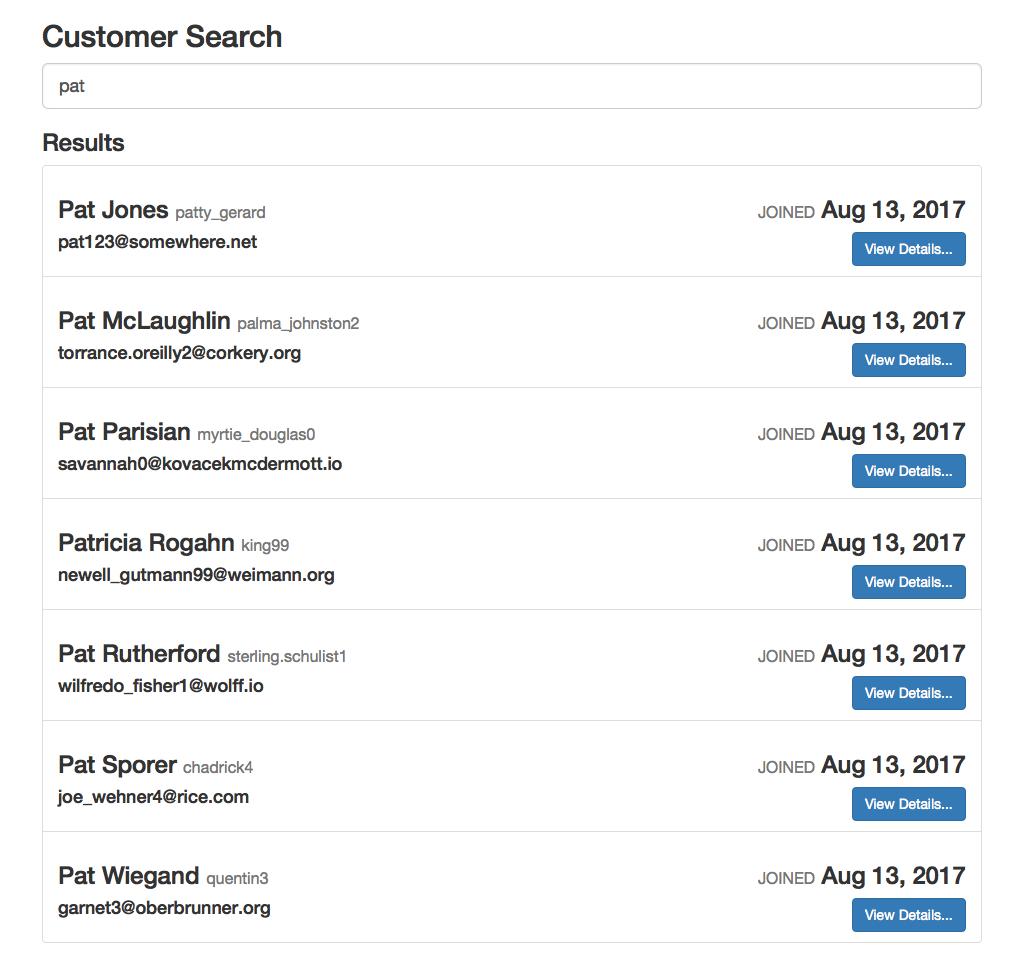 Customer Search
pat
Results
Pat Jones patty_gerard JOINED Aug 13, 2017
pat123@somewhere.net View Details...
Pat McLaughlin palma_johnston2 JOINED Aug 13, 2017
torrance.oreilly2@corkery.org View Details...
Pat Parisian myrtie_douglas0 JOINED Aug 13, 2017
savannah0@kovacekmcdermott.io View Details...
Patricia Rogahn king99 JOINED Aug 13, 2017
newell_gutmann99@weimann.org View Details...
Pat Rutherford sterling.schulist1 JOINED Aug 13, 2017
wilfredo_fisher1@wolff.io View Details...
Pat Sporer chadrick4 JOINED Aug 13, 2017
joe_wehner4@rice.com View Details...
Pat Wiegand quentin3 JOINED Aug 13, 2017
garnet3@oberbrunner.org View Details...